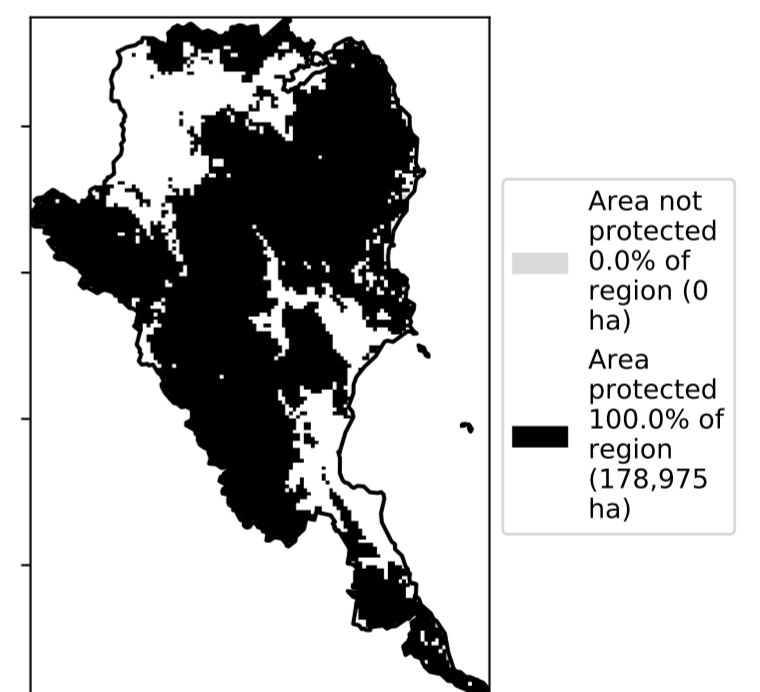 Area not
protected
0.0% of
region (0
ha)
Area
protected
100.0% of
region
(178,975
ha)